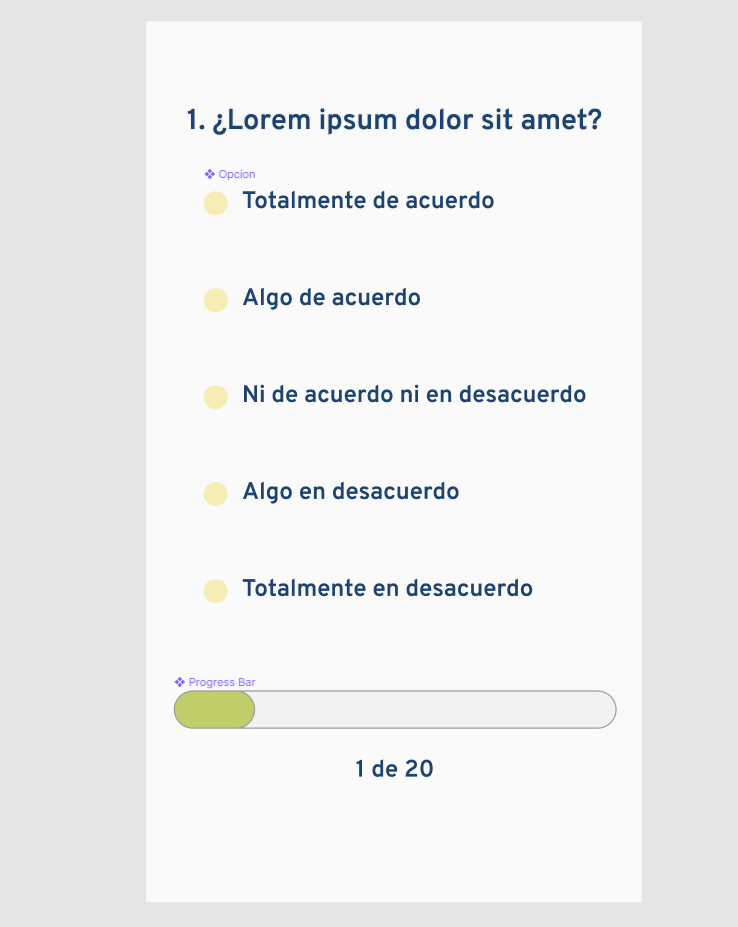 1. ¿Lorem ipsum dolor sit amet?
Opcion
Totalmente de acuerdo
Algo de acuerdo
Ni de acuerdo ni en desacuerdo
Algo en desacuerdo
Totalmente en desacuerdo
Progress Bar
1 de 20